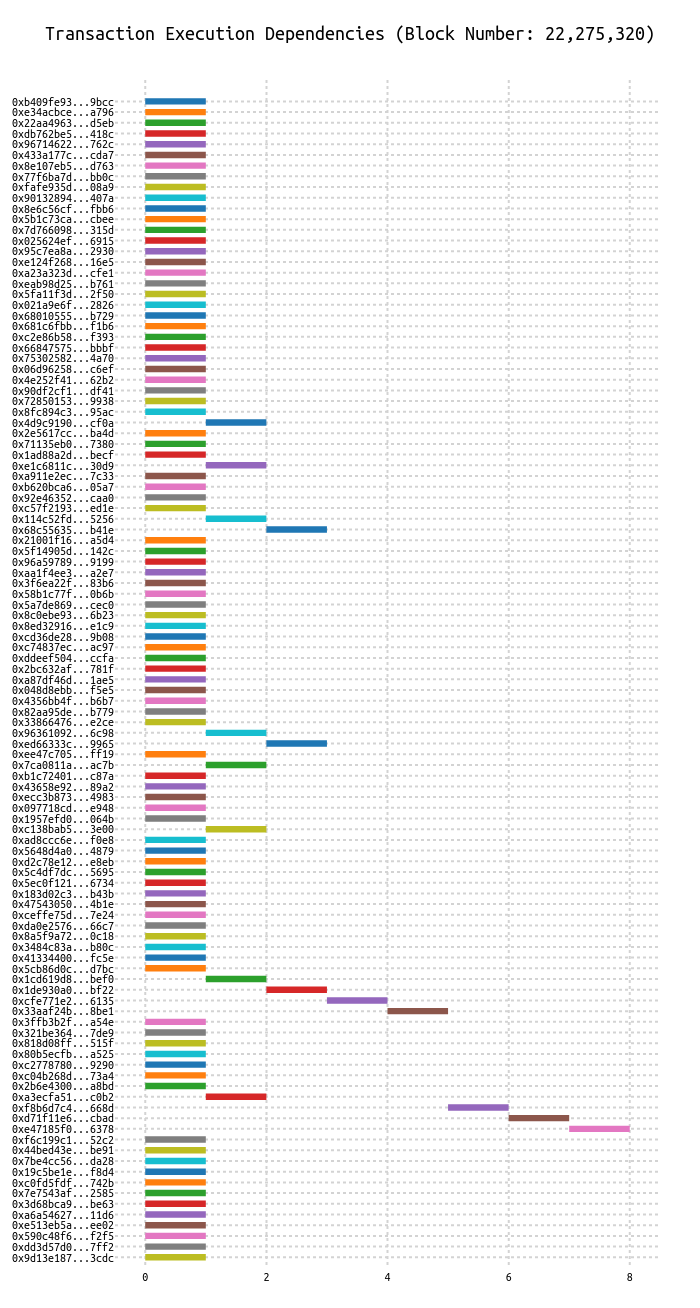 Transaction Execution Dependencies (Block Number: 22,275,320)
0xb409fe93...9bcc
0xe34acbce...a796
0x22aa4963...d5eb
0xdb762be5...418c
0x96714622...762c
0x433a177c...cda7
0x8e107eb5...d763
0x77f6ba7d...bb0c
0xfafe935d...08a9
0x90132894...407a
0x8e6c56cf...fbb6
0x5b1c73ca...cbee
0x7d766098...315d
0x025624ef...6915
0x95c7ea8a...2930
0xe124f268...16e5
0xa23a323d...cfe1
0xeab98d25...b761
0x5fa11f3d...2f50
0x021a9e6f...2826
0x68010555...b729
0x681c6fbb...f1b6
0xc2e86b58...f393
0x66847575...bbbf
0x75302582...4a70
0x06d96258...c6ef
0x4e252f41...62b2
0x90df2cf1...df41
0x72850153...9938
0x8fc894c3...95ac
0x4d9c9190...cf0a
0x2e5617cc...ba4d
0x71135eb0...7380
0x1ad88a2d...becf
0xe1c6811c...30d9
0xa911e2ec...7c33
0xb620bca6...05a7
0x92e46352...caa0
0xc57f2193...ed1e
0x114c52fd...5256
0x68c55635...b41e
0x21001f16...a5d4
0x5f14905d...142c
0x96a59789...9199
0xaa1f4ee3...a2e7
0x3f6ea22f...83b6
0x58b1c77f...0b6b
0x5a7de869...cec0
0x8c0ebe93...6b23
0x8ed32916...e1c9
0xcd36de28...9b08
0xc74837ec...ac97
0xddeef504...ccfa
0x2bc632af...781f
0xa87df46d...1ae5
0x048d8ebb...f5e5
0x4356bb4f...b6b7
0x82aa95de...b779
0x33866476...e2ce
0x96361092...6c98
0xed66333c...9965
0xee47c705...ff19
0x7ca0811a...ac7b
0xb1c72401...c87a
0x43658e92...89a2
0xecc3b873...4983
0x097718cd...e948
0x1957efd0...064b
0xc138bab5...3e00
0xad8ccc6e...f0e8
0x5648d4a0...4879
0xd2c78e12...e8eb
0x5c4df7dc...5695
0x5ec0f121...6734
0x183d02c3...b43b
0x47543050...4b1e
0xceffe75d...7e24
0xda0e2576...66c7
0x8a5f9a72...0c18
0x3484c83a...b80c
0x41334400...fc5e
0x5cb86d0c...d7bc
0x1cd619d8...bef0
0x1de930a0...bf22
0xcfe771e2...6135
0x33aaf24b...8be1
0x3ffb3b2f...a54e
0x321be364...7de9
0x818d08ff...515f
0x80b5ecfb...a525
0xc2778780...9290
0xc04b268d...73a4
0x2b6e4300...a8bd
0xa3ecfa51...c0b2
0xf8b6d7c4...668d
0xd71f11e6...cbad
0xe47185f0...6378
0xf6c199c1...52c2
0x44bed43e...be91
0x7be4cc56...da28
0x19c5be1e...f8d4
0xc0fd5fdf...742b
0x7e7543af...2585
0x3d68bca9...be63
0xa6a54627...11d6
0xe513eb5a...ee02
0x590c48f6...f2f5
0xdd3d57d0...7ff2
0x9d13e187...3cdc
0 2 4 6 8